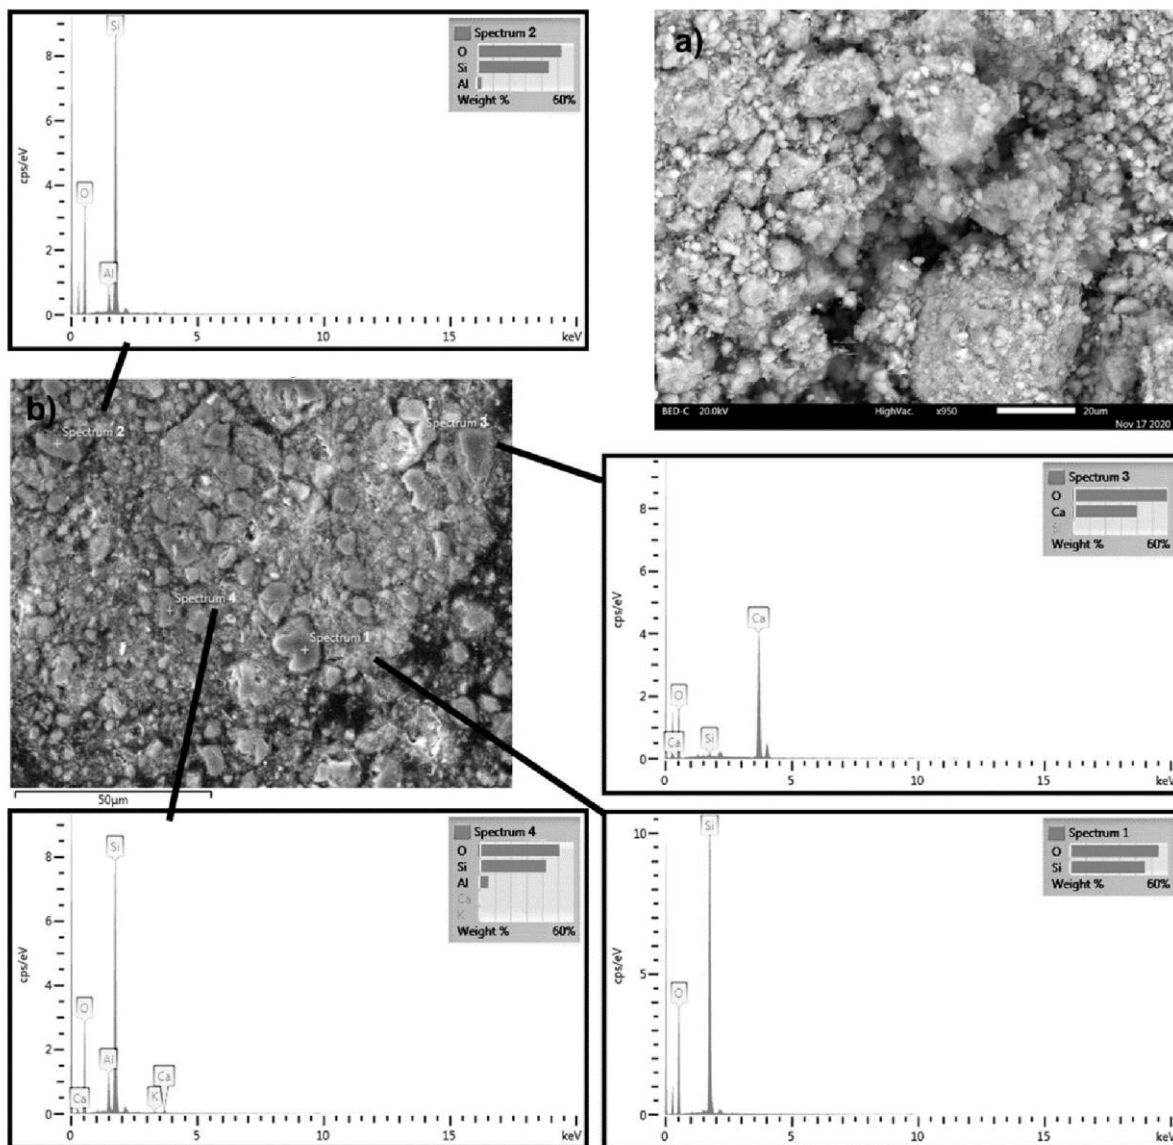 Spectrum 2
O
Si
Al
Weight % 60%
Si
O
Al
8
6
4
2
0
cps/eV
0 5 10 15 keV
a)
BED-C 20.0kV HighVac. x950 20um
Nov 17 2020
b)
Spectrum 2
Spectrum 3
Spectrum 4
Spectrum 1
50µm
Spectrum 3
O
Ca
Si
Weight % 60%
Ca
O
Ca
Si
8
6
4
2
0
cps/eV
0 5 10 15 20
keV
Spectrum 4
O
Si
Al
Ca
K
Weight % 60%
Si
O
Al
Ca
K
Ca
8
6
4
2
0
cps/eV
0 5 10 15 keV
Spectrum 1
O
Si
Weight % 60%
Si
O
10
5
0
cps/eV
0 5 10 15 20
keV